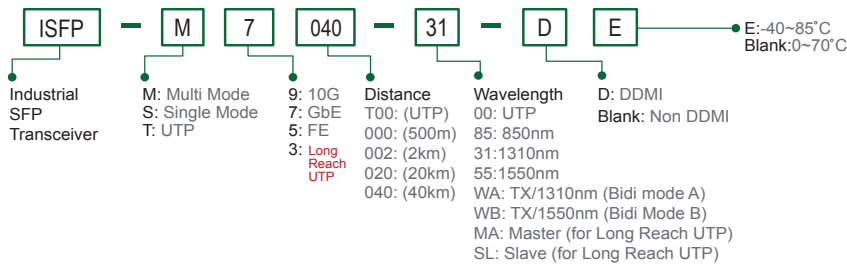 ISFP - M 7 040 - 31 - D E
E:-40~85˚C
Blank:0~70˚C
Industrial
SFP
Transceiver
M: Multi Mode
S: Single Mode
T: UTP
9: 10G
7: GbE
5: FE
3: Long
Reach
UTP
Distance
T00: (UTP)
000: (500m)
002: (2km)
020: (20km)
040: (40km)
Wavelength
00: UTP
85: 850nm
31:1310nm
55:1550nm
WA: TX/1310nm (Bidi mode A)
WB: TX/1550nm (Bidi Mode B)
MA: Master (for Long Reach UTP)
SL: Slave (for Long Reach UTP)
D: DDMI
Blank: Non DDMI